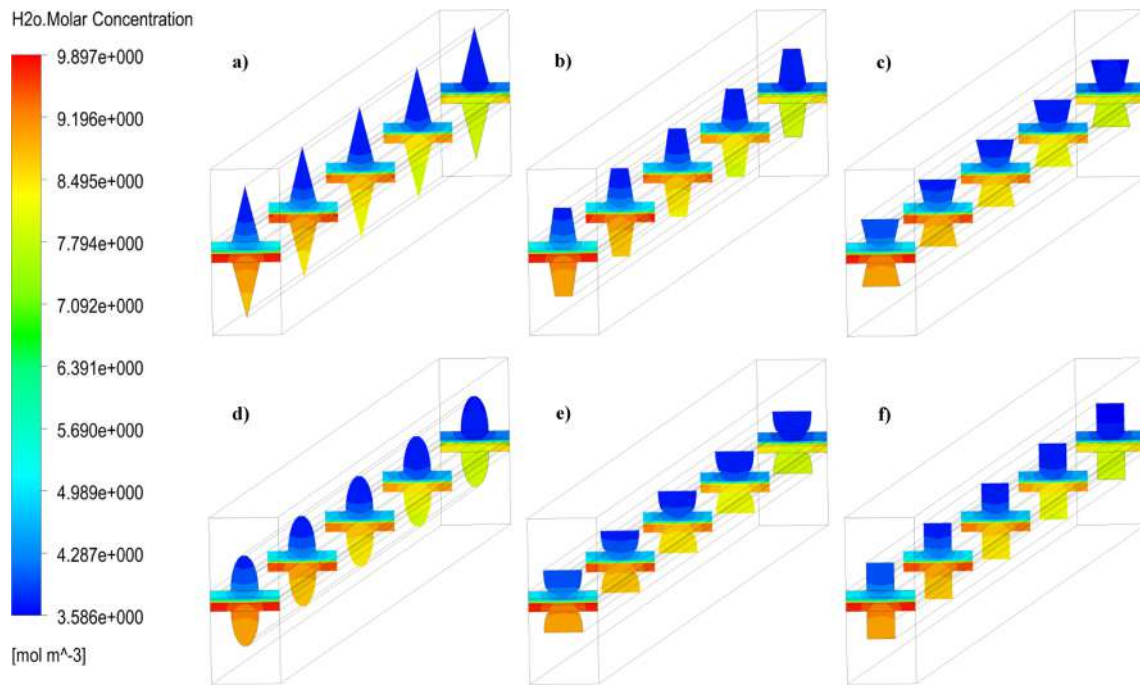 H2o.Molar Concentration
9.897e+000
9.196e+000
8.495e+000
7.794e+000
7.092e+000
6.391e+000
5.690e+000
4.989e+000
4.287e+000
3.586e+000
[mol m^-3]
a)
b)
c)
d)
e)
f)